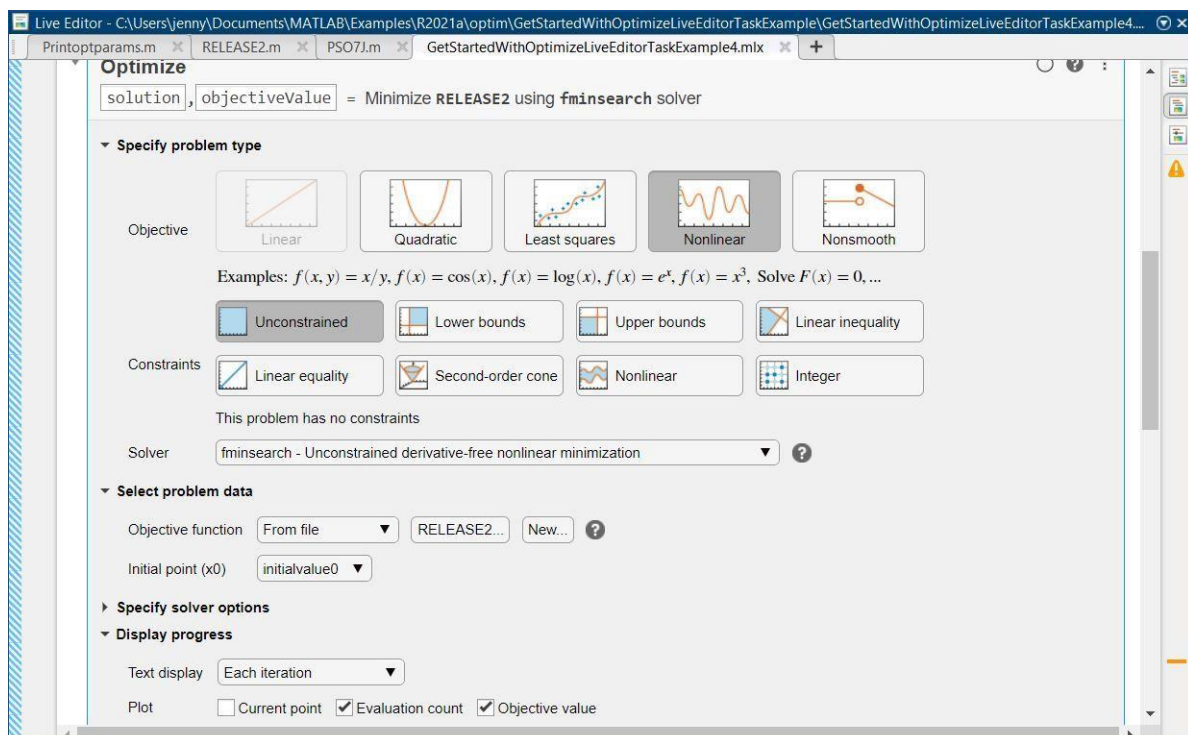 Live Editor - C:\Users\jenny\Documents\MATLAB\Examples\R2021a\optim\GetStartedWithOptimizeLiveEditorTaskExample\GetStartedWithOptimizeLiveEditorTaskExample4....
Printoptparams.m RELEASE2.m PSO7J.m GetStartedWithOptimizeLiveEditorTaskExample4.mlx
Optimize
solution, objectiveValue = Minimize RELEASE2 using fminsearch solver
Specify problem type
Objective Linear Quadratic Least squares Nonlinear Nonsmooth
Examples: f(x, y) = x/y, f(x) = cos(x), f(x) = log(x), f(x) = eˣ, f(x) = x³, Solve F(x) = 0, ...
Unconstrained Lower bounds Upper bounds Linear inequality
Constraints Linear equality Second-order cone Nonlinear Integer
This problem has no constraints
Solver fminsearch - Unconstrained derivative-free nonlinear minimization
Select problem data
Objective function From file RELEASE2... New...
Initial point (x0) initialvalue0
Specify solver options
Display progress
Text display Each iteration
Plot Current point Evaluation count Objective value